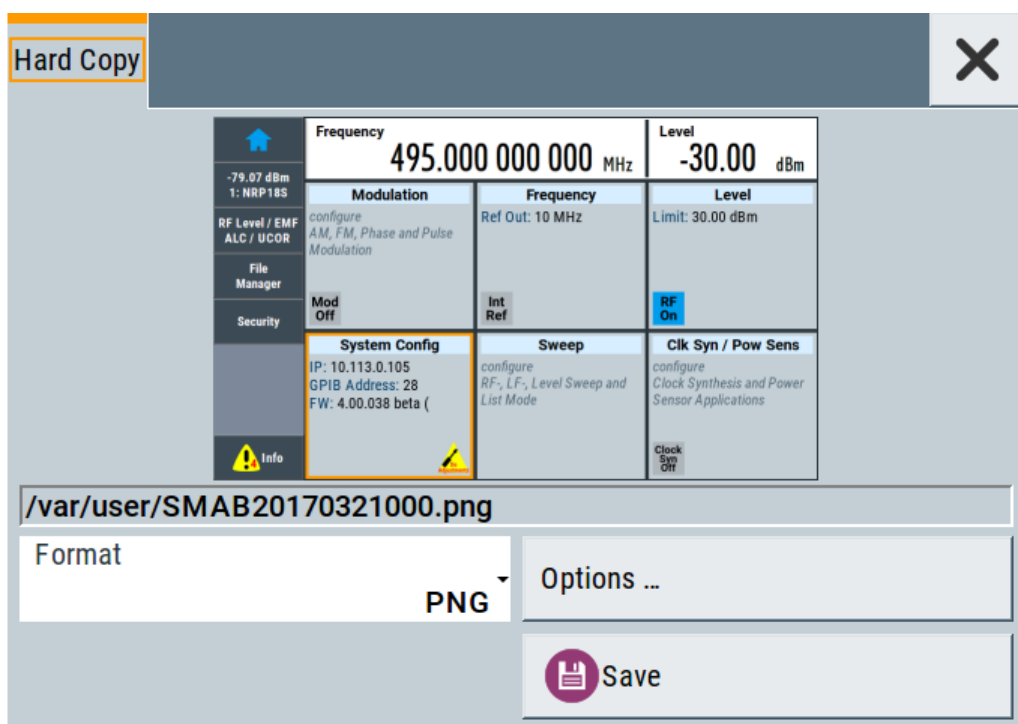 Hard Copy
Frequency
495.000 000 000 MHz
Level
-30.00 dBm
-79.07 dBm
1: NRP18S
RF Level / EMF
ALC / UCOR
File
Manager
Security
Info
Modulation
configure
AM, FM, Phase and Pulse
Modulation
Mod
Off
Frequency
Ref Out: 10 MHz
Int
Ref
Level
Limit: 30.00 dBm
RF
On
System Config
IP: 10.113.0.105
GPIB Address: 28
FW: 4.00.038 beta (
Sweep
configure
RF-, LF-, Level Sweep and
List Mode
Clk Syn / Pow Sens
configure
Clock Synthesis and Power
Sensor Applications
Clock
Syn
Off
/var/user/SMAB20170321000.png
Format
PNG
Options ...
Save